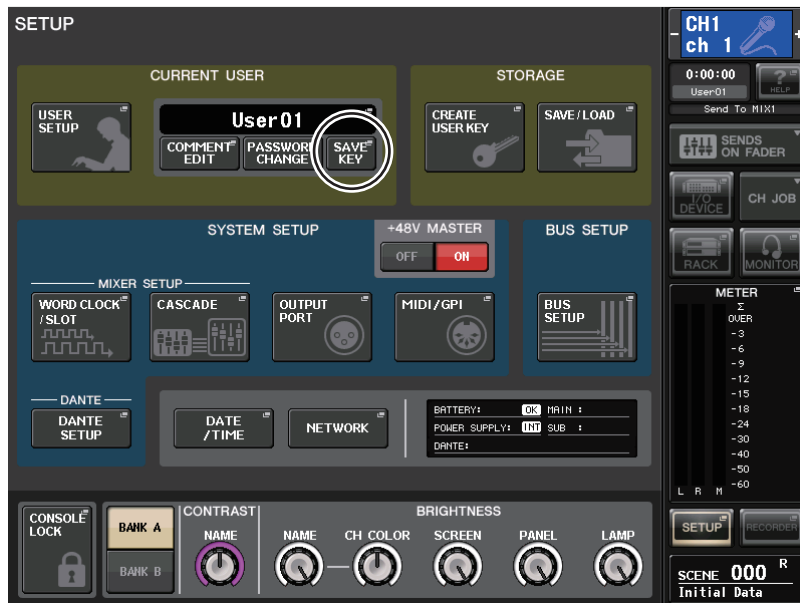 SETUP
CURRENT USER
USER SETUP
User01
COMMENT EDIT
PASSWORD CHANGE
SAVE KEY
STORAGE
CREATE USER KEY
SAVE/LOAD
SYSTEM SETUP
+48V MASTER
OFF
ON
BUS SETUP
MIXER SETUP
WORD CLOCK /SLOT
CASCADE
OUTPUT PORT
MIDI/GPI
BUS SETUP
DANTE
DANTE SETUP
DATE /TIME
NETWORK
BATTERY: OK MAIN :
POWER SUPPLY: INT SUB :
DANTE:
CONSOLE LOCK
BANK A
BANK B
CONTRAST
NAME
BRIGHTNESS
NAME
CH COLOR
SCREEN
PANEL
LAMP
- CH1 +
ch 1
0:00:00
User01
?
HELP
Send To MIX1
SENDS ON FADER
I/O DEVICE
CH JOB
RACK
MONITOR
METER
Σ
OVER
-3
-6
-9
-12
-15
-18
-24
-30
-40
-50
-60
L R M
SETUP
RECORDER
SCENE 000 R
Initial Data